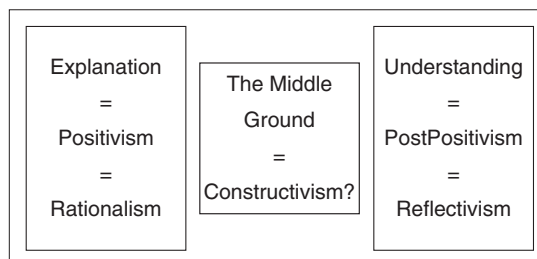 Explanation
=
Positivism
=
Rationalism
The Middle
Ground
=
Constructivism?
Understanding
=
PostPositivism
=
Reflectivism